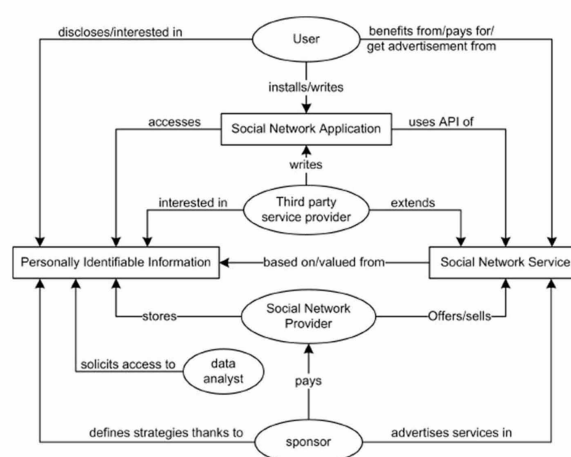 discloses/interested in
User
benefits from/pays for/
get advertisement from
installs/writes
accesses
Social Network Application
uses API of
writes
interested in
Third party
service provider
extends
Personally Identifiable Information
based on/valued from
Social Network Services
stores
Social Network
Provider
Offers/sells
solicits access to
data
analyst
pays
defines strategies thanks to
sponsor
advertises services in